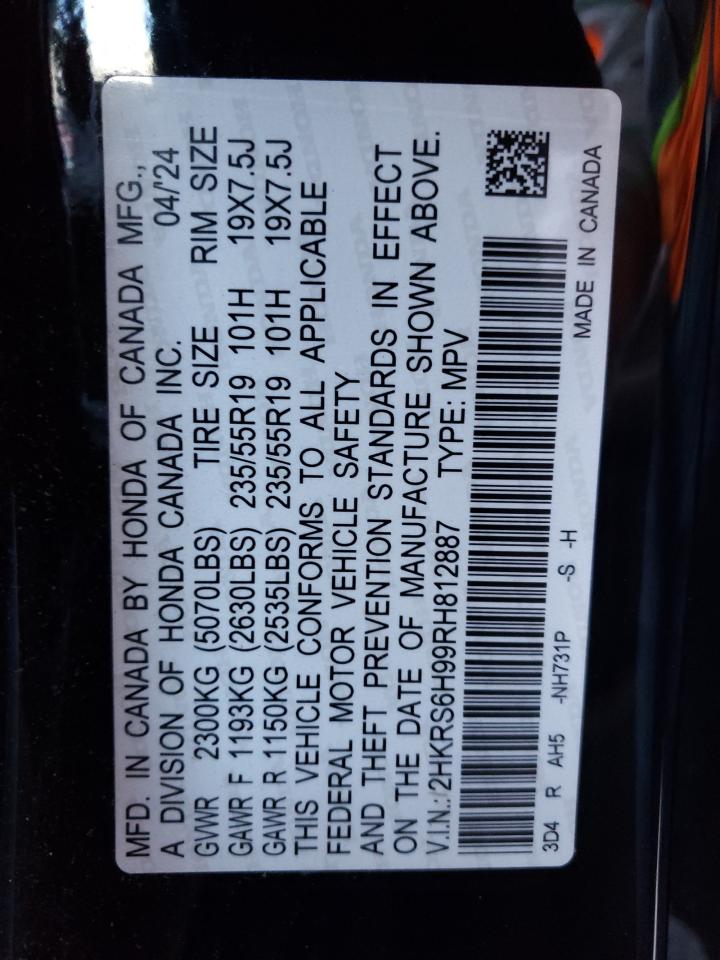 MFD. IN CANADA BY HONDA OF CANADA MFG.,
A DIVISION OF HONDA CANADA INC. 04/'24
GVWR 2300KG (5070LBS) TIRE SIZE RIM SIZE
GAWR F 1193KG (2630LBS) 235/55R19 101H 19X7.5J
GAWR R 1150KG (2535LBS) 235/55R19 101H 19X7.5J
THIS VEHICLE CONFORMS TO ALL APPLICABLE
FEDERAL MOTOR VEHICLE SAFETY
AND THEFT PREVENTION STANDARDS IN EFFECT
ON THE DATE OF MANUFACTURE SHOWN ABOVE.
V.I.N.: 2HKRS6H99RH812887 TYPE: MPV
3D4 R AH5 -NH731P -S -H MADE IN CANADA